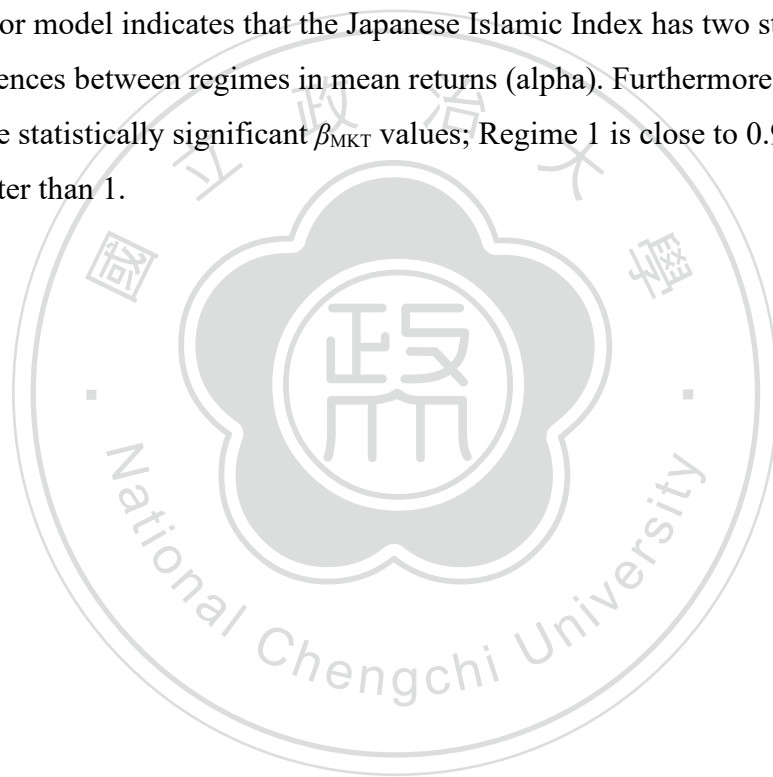 or model indicates that the Japanese Islamic Index has two st
ences between regimes in mean returns (alpha). Furthermore
e statistically significant βMKT values; Regime 1 is close to 0.9
ter than 1.
國立政治大學
政
National Chengchi University